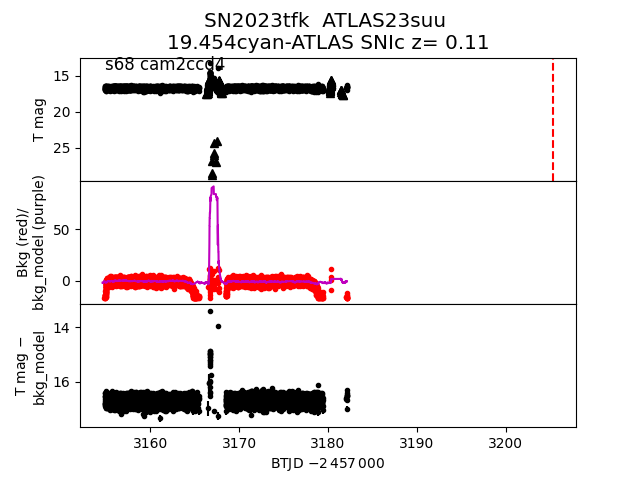 SN2023tfk  ATLAS23suu
19.454cyan-ATLAS SNIc z= 0.11
s68 cam2ccd4
15
20
25
T mag
50
0
Bkg (red)/
bkg_model (purple)
14
16
T mag −
bkg_model
3160 3170 3180 3190 3200
BTJD −2 457 000